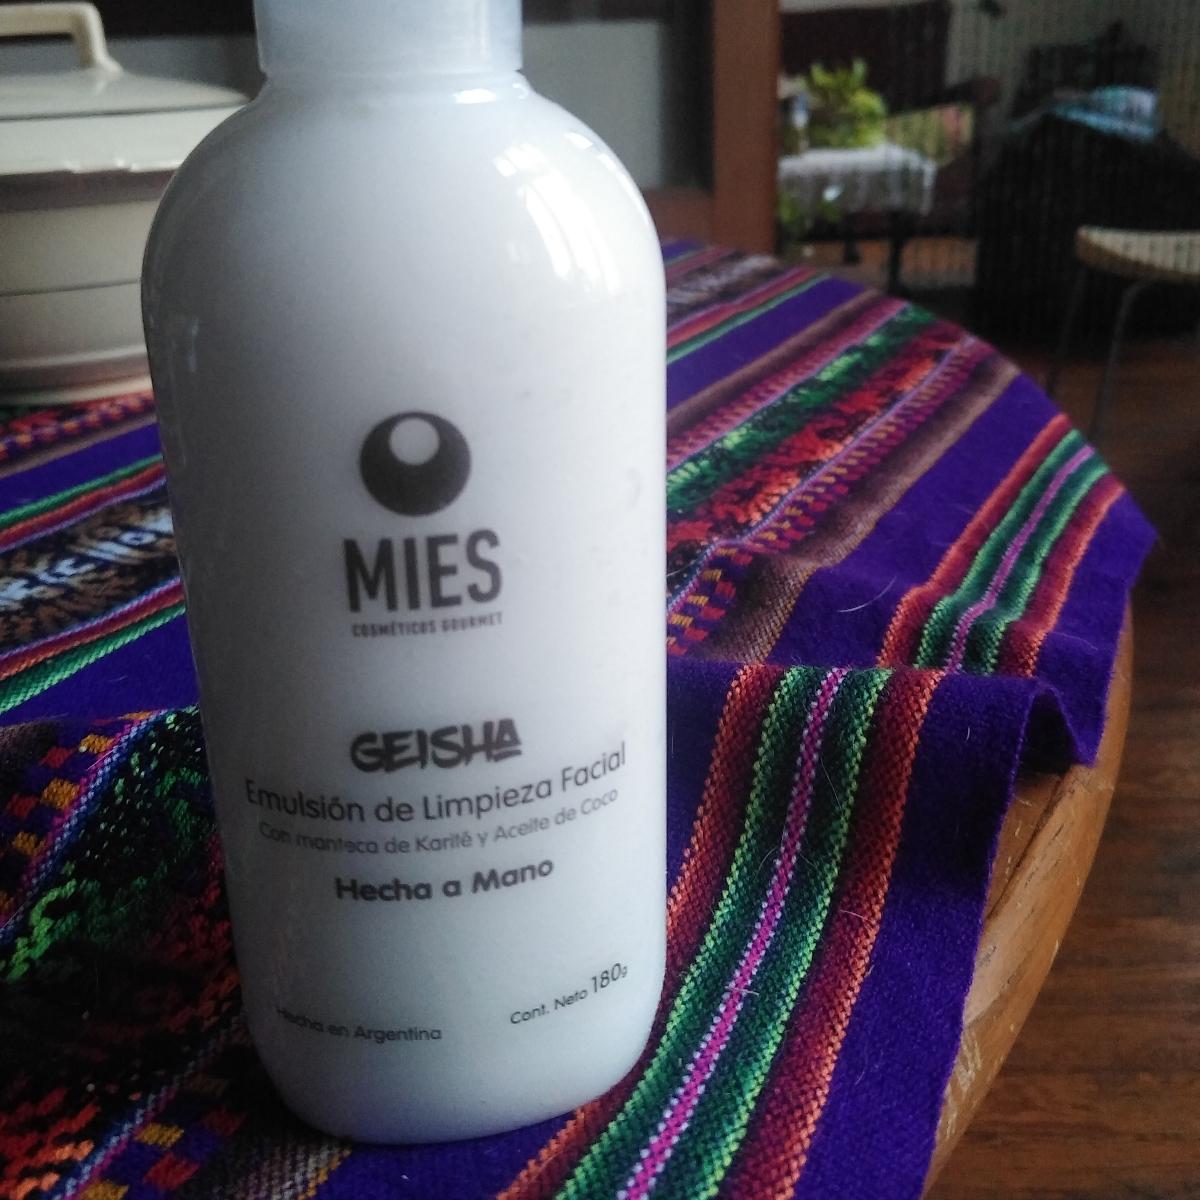 MIES
COSMÉTICOS GOURMET
GEISHA
Emulsión de Limpieza Facial
Con manteca de Karité y Aceite de Coco
Hecha a Mano
Hecha en Argentina
Cont. Neto 180g